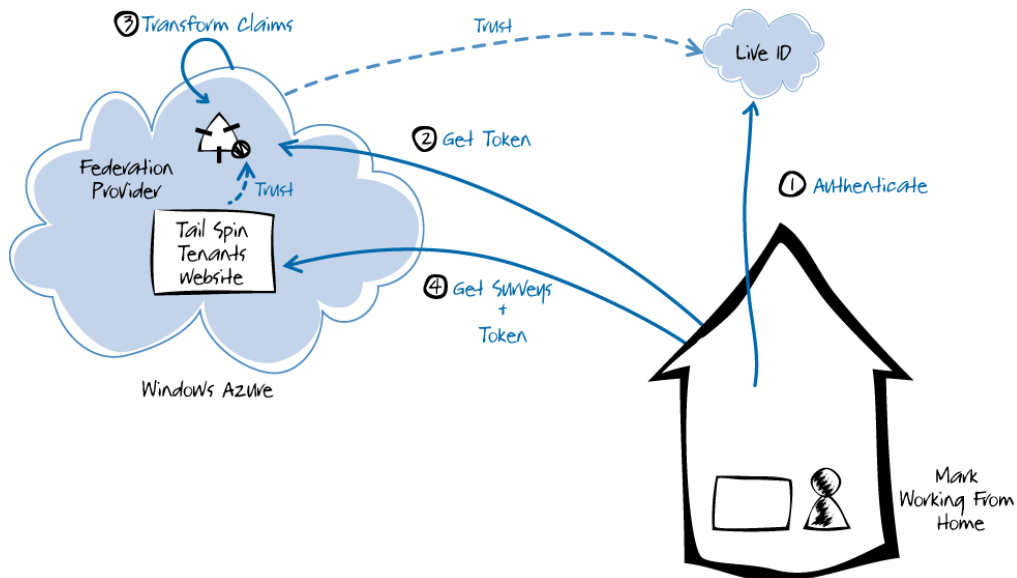 ③ Transform Claims
Trust
Live ID
② Get Token
Federation
Provider
Trust
① Authenticate
Tail Spin
Tenants
Website
④ Get Surveys
+
Token
Windows Azure
Mark
Working From
Home